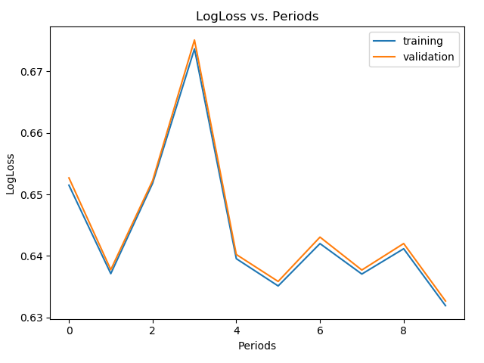 LogLoss vs. Periods
training
validation
0.67
0.66
0.65
0.64
0.63
LogLoss
0 2 4 6 8
Periods